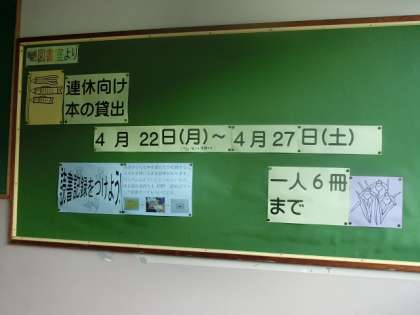 図書室より
連休向け
本の貸出
4月22日(月)～4月27日(土)
読書記録をつけよう
一人6冊
まで